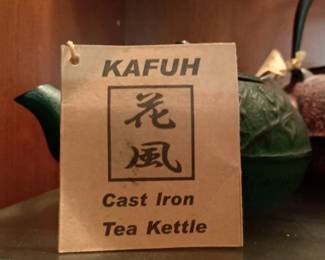 KAFUH
花
風
Cast Iron
Tea Kettle